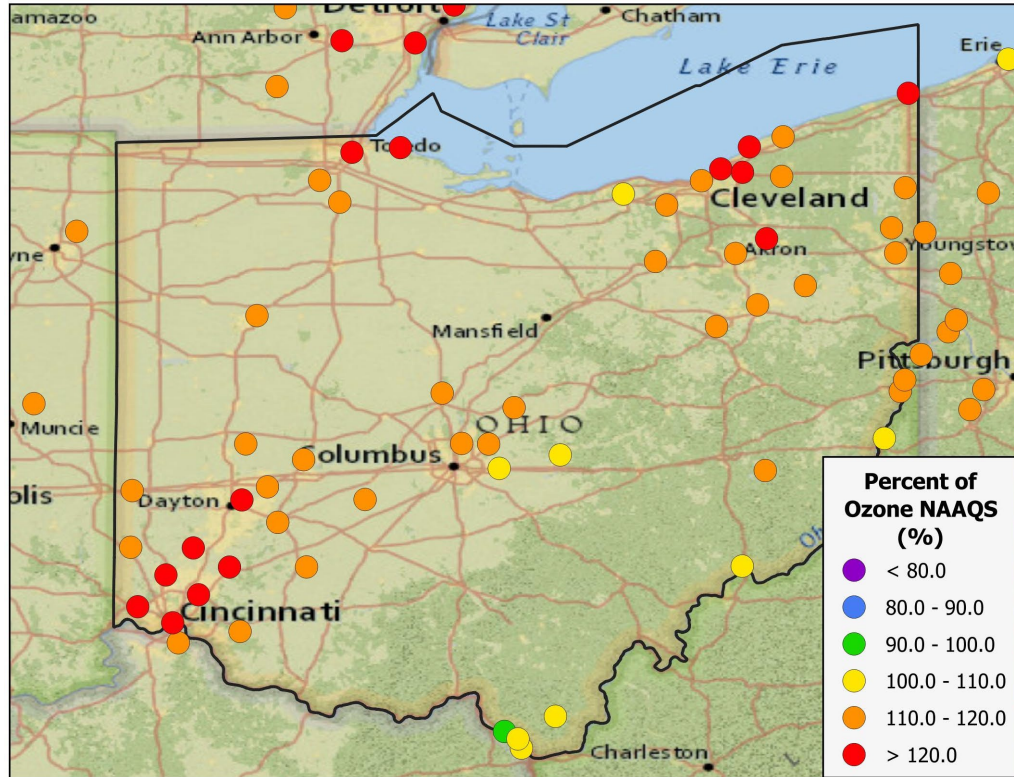 amazoo
Detroit
Lake St
Clair
Chatham
Ann Arbor
Erie
Lake Erie
Toledo
Cleveland
yne
Akron
Youngstow
Mansfield
Pittsburgh
Muncie
OHIO
Columbus
olis
Dayton
Oh
Cincinnati
Charleston
L
Percent of
Ozone NAAQS
(%)
< 80.0
80.0 - 90.0
90.0 - 100.0
100.0 - 110.0
110.0 - 120.0
> 120.0